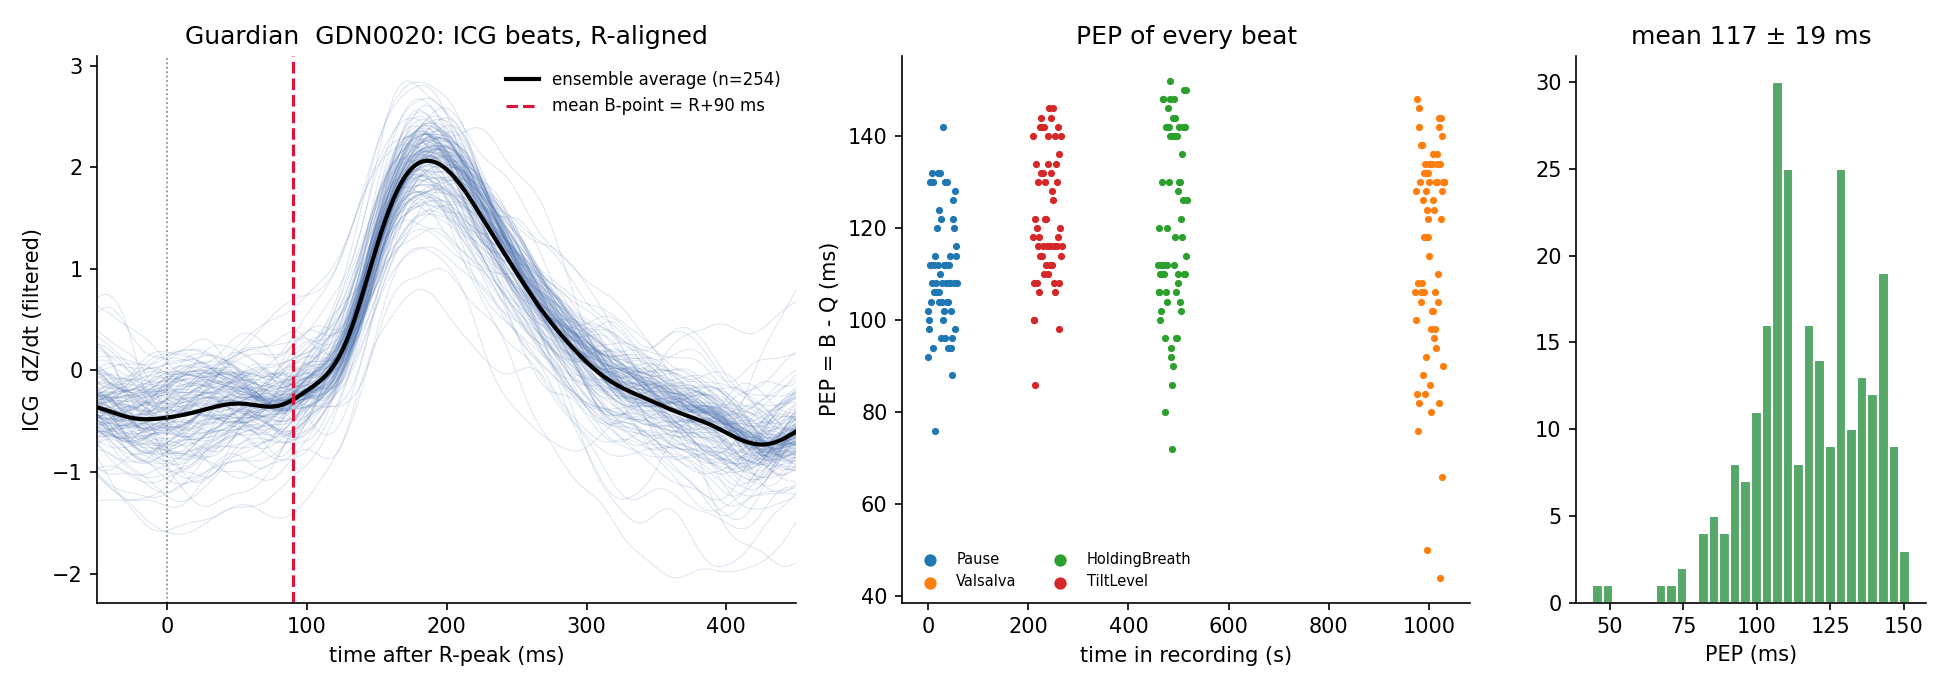 Guardian  GDN0020: ICG beats, R-aligned
ICG  dZ/dt (filtered)
3
2
1
0
−1
−2
ensemble average (n=254)
mean B-point = R+90 ms
0
100
200
300
400
time after R-peak (ms)
PEP of every beat
PEP = B - Q (ms)
140
120
100
80
60
40
Pause
Valsalva
HoldingBreath
TiltLevel
0
200
400
600
800
1000
time in recording (s)
mean 117 ± 19 ms
30
25
20
15
10
5
0
50
75
100
125
150
PEP (ms)